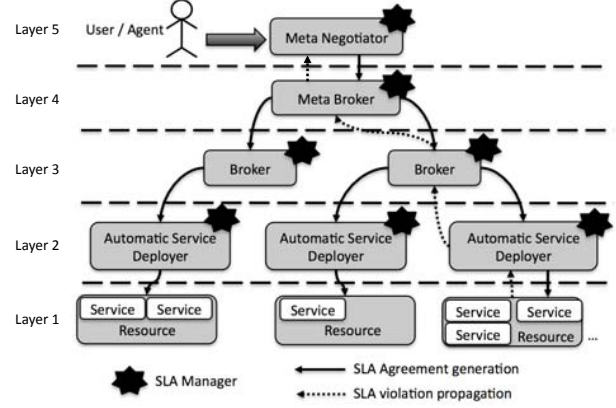 Layer 5
User / Agent
Meta Negotiator
Layer 4
Meta Broker
Layer 3
Broker
Broker
Layer 2
Automatic Service
Deployer
Automatic Service
Deployer
Automatic Service
Deployer
Layer 1
Service Service
Resource
Service
Resource
Service Service
Service
Resource ...
SLA Manager
SLA Agreement generation
SLA violation propagation